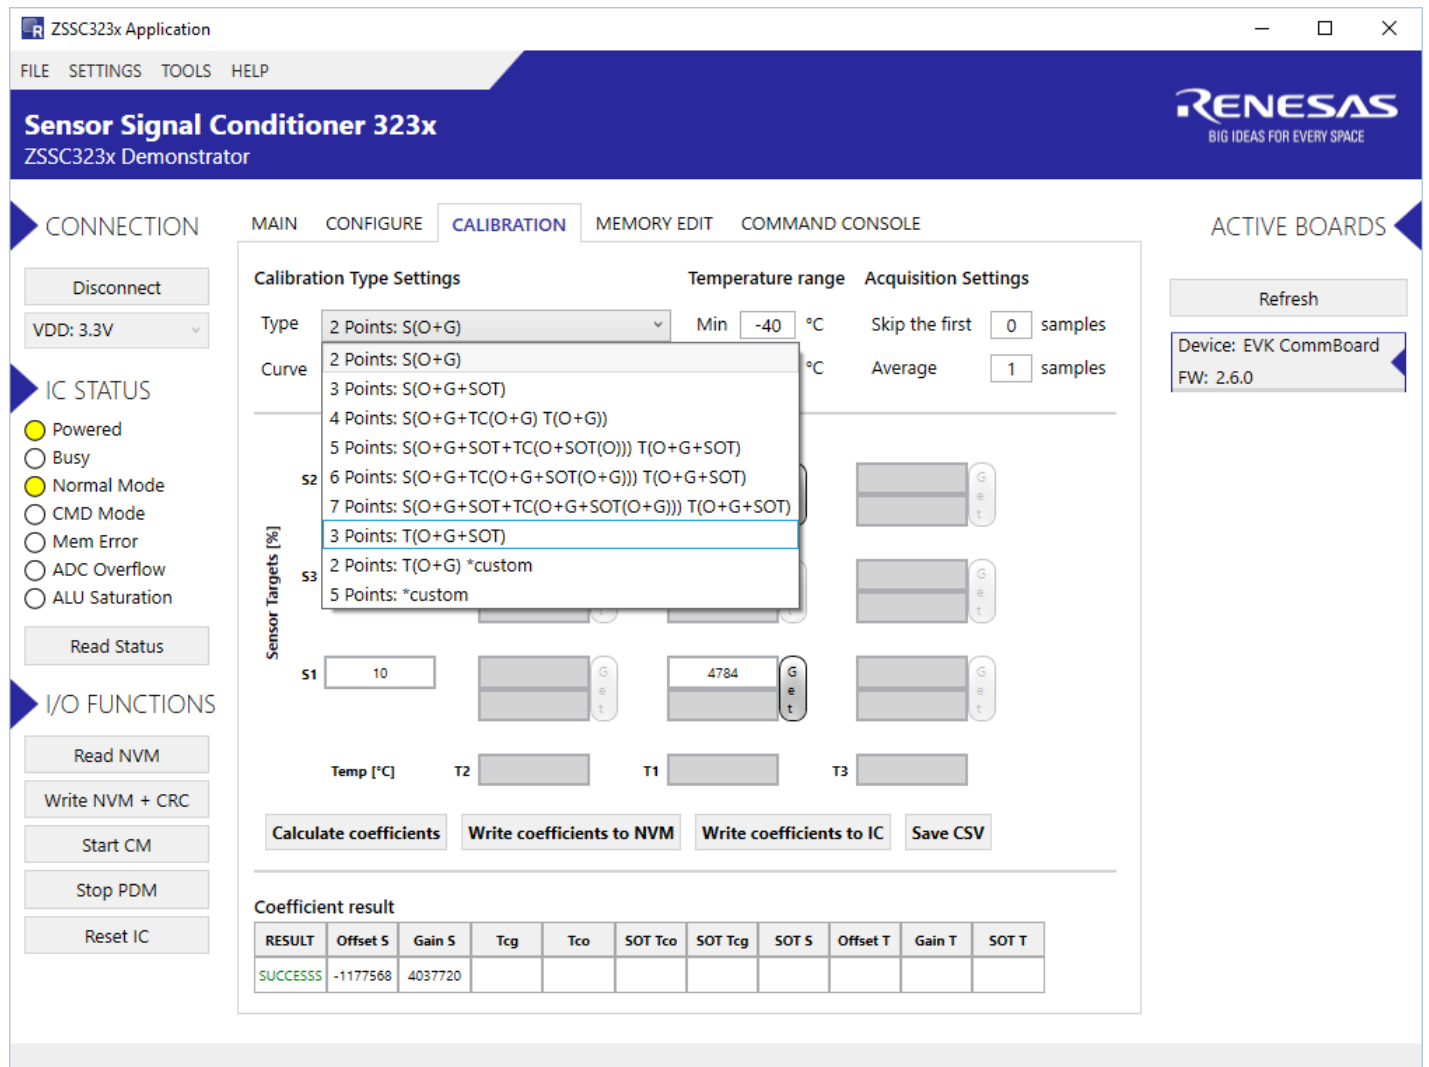 ZSSC323x Application
FILE SETTINGS TOOLS HELP
Sensor Signal Conditioner 323x
ZSSC323x Demonstrator
RENESAS
BIG IDEAS FOR EVERY SPACE
CONNECTION
Disconnect
VDD: 3.3V
IC STATUS
Powered
Busy
Normal Mode
CMD Mode
Mem Error
ADC Overflow
ALU Saturation
Read Status
I/O FUNCTIONS
Read NVM
Write NVM + CRC
Start CM
Stop PDM
Reset IC
MAIN CONFIGURE CALIBRATION MEMORY EDIT COMMAND CONSOLE
Calibration Type Settings Temperature range Acquisition Settings
Type 2 Points: S(O+G) Min -40 °C Skip the first 0 samples
Curve °C Average 1 samples
2 Points: S(O+G)
3 Points: S(O+G+SOT)
4 Points: S(O+G+TC(O+G) T(O+G))
5 Points: S(O+G+SOT+TC(O+SOT(O))) T(O+G+SOT)
6 Points: S(O+G+TC(O+G+SOT(O+G))) T(O+G+SOT)
7 Points: S(O+G+SOT+TC(O+G+SOT(O+G))) T(O+G+SOT)
3 Points: T(O+G+SOT)
2 Points: T(O+G) *custom
5 Points: *custom
Sensor Targets [%]
S2 Get
S3 t t Get
S1 10 Get 4784 Get Get
Temp [°C] T2 T1 T3
Calculate coefficients Write coefficients to NVM Write coefficients to IC Save CSV
Coefficient result
RESULT Offset S Gain S Tcg Tco SOT Tco SOT Tcg SOT S Offset T Gain T SOT T
SUCCESSS -1177568 4037720
ACTIVE BOARDS
Refresh
Device: EVK CommBoard
FW: 2.6.0